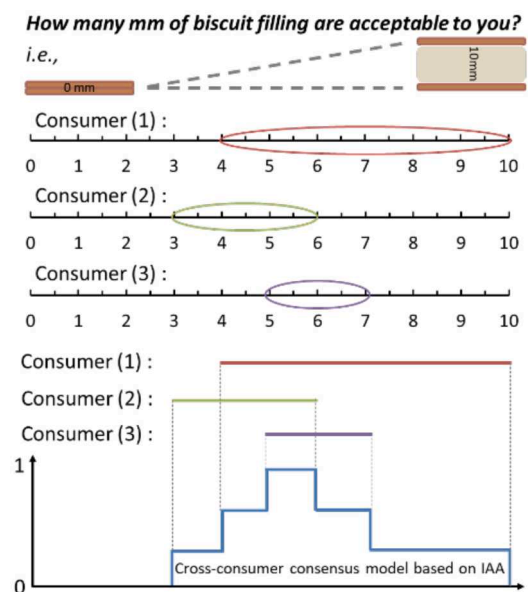 How many mm of biscuit filling are acceptable to you?
i.e.,
0 mm
10mm
Consumer (1) :
0 1 2 3 4 5 6 7 8 9 10
Consumer (2) :
0 1 2 3 4 5 6 7 8 9 10
Consumer (3) :
0 1 2 3 4 5 6 7 8 9 10
Consumer (1) :
Consumer (2) :
Consumer (3) :
1
Cross-consumer consensus model based on IAA
0